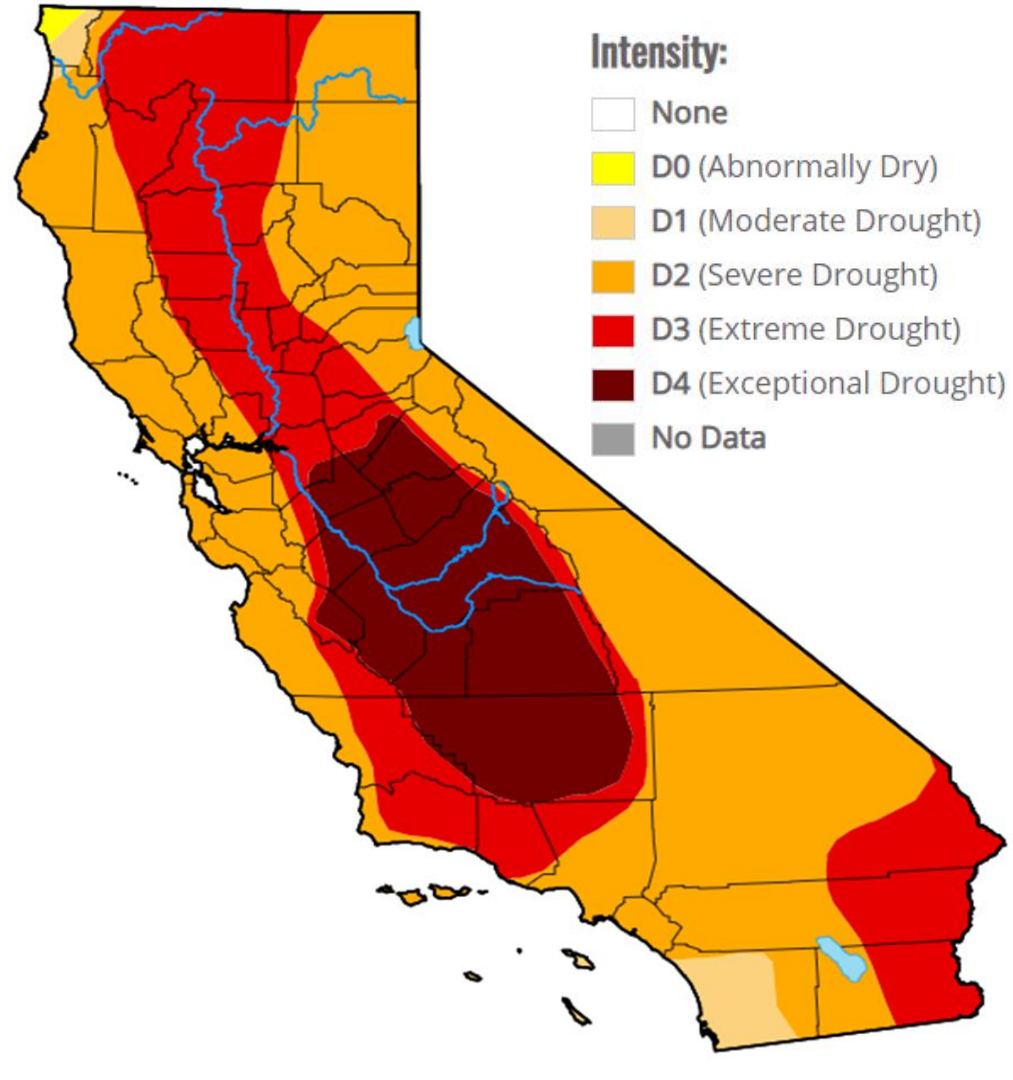 Intensity:
None
D0 (Abnormally Dry)
D1 (Moderate Drought)
D2 (Severe Drought)
D3 (Extreme Drought)
D4 (Exceptional Drought)
No Data